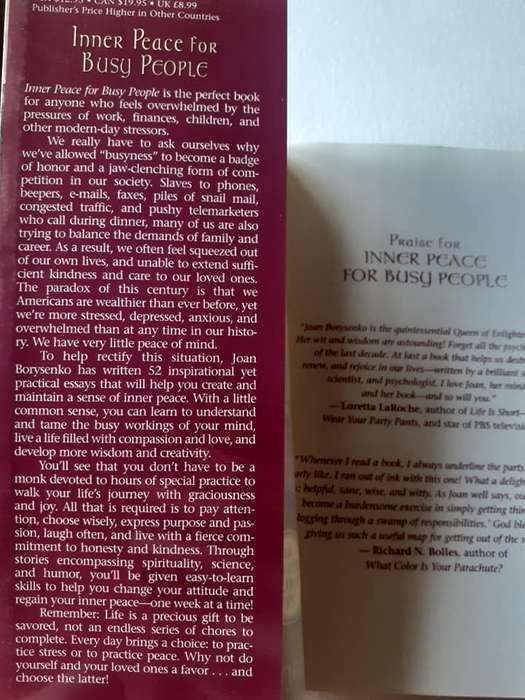 CAN $19.95 • UK £8.99
Publisher's Price Higher in Other Countries
INNER PEACE FOR
BUSY PEOPLE
Inner Peace for Busy People is the perfect book
for anyone who feels overwhelmed by the
pressures of work, finances, children, and
other modern-day stressors.
We really have to ask ourselves why
we've allowed "busyness" to become a badge
of honor and a jaw-clenching form of com-
petition in our society. Slaves to phones,
beepers, e-mails, faxes, piles of snail mail,
congested traffic, and pushy telemarketers
who call during dinner, many of us are also
trying to balance the demands of family and
career. As a result, we often feel squeezed out
of our own lives, and unable to extend suffi-
cient kindness and care to our loved ones.
The paradox of this century is that we
Americans are wealthier than ever before, yet
we're more stressed, depressed, anxious, and
overwhelmed than at any time in our histo-
ry. We have very little peace of mind.
To help rectify this situation, Joan
Borysenko has written 52 inspirational yet
practical essays that will help you create and
maintain a sense of inner peace. With a little
common sense, you can learn to understand
and tame the busy workings of your mind,
live a life filled with compassion and love, and
develop more wisdom and creativity.
You'll see that you don't have to be a
monk devoted to hours of special practice to
walk your life's journey with graciousness
and joy. All that is required is to pay atten-
tion, choose wisely, express purpose and pas-
sion, laugh often, and live with a fierce com-
mitment to honesty and kindness. Through
stories encompassing spirituality, science,
and humor, you'll be given easy-to-learn
skills to help you change your attitude and
regain your inner peace—one week at a time!
Remember: Life is a precious gift to be
savored, not an endless series of chores to
complete. Every day brings a choice: to prac-
tice stress or to practice peace. Why not do
yourself and your loved ones a favor . . . and
choose the latter!
Praise for
INNER PEACE
FOR BUSY PEOPLE
"Joan Borysenko is the quintessential Queen of
Her wit and wisdom are astounding! Forget all the
of the last decade. At last a book that helps us
renew, and rejoice in our lives—written by a brilliant
scientist, and psychologist. I love Joan, her
and her book—and so will you."
— Loretta LaRoche, author of Life Is Short—
Wear Your Party Pants, and star of PBS
"Whenever I read a book, I always underline the parts
like. I ran out of ink with this one! What a
helpful, sane, wise, and witty. As Joan well says,
become a burdensome exercise in simply getting
through a swamp of responsibilities.' God
giving us such a useful map for getting out of the
— Richard N. Bolles, author of
What Color Is Your Parachute?